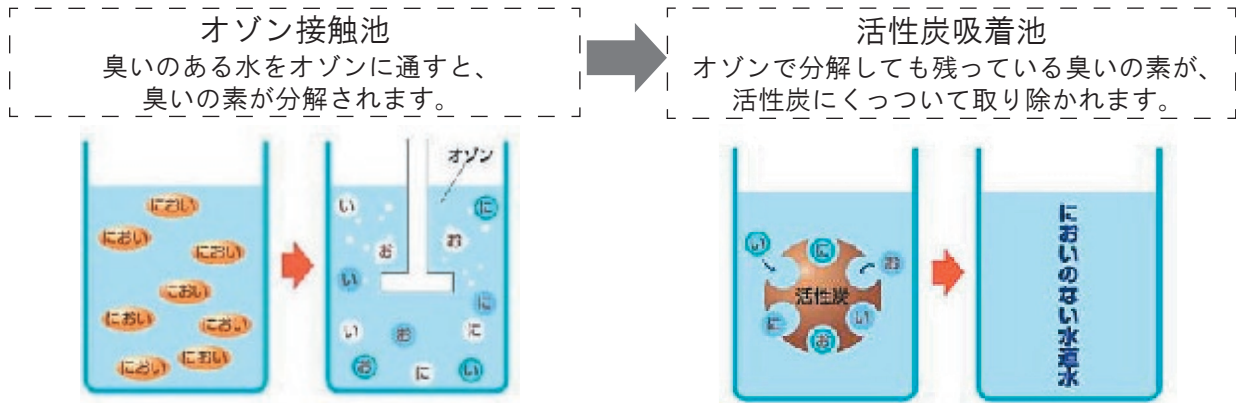 オゾン接触池
臭いのある水をオゾンに通すと、
臭いの素が分解されます。
活性炭吸着池
オゾンで分解しても残っている臭いの素が、
活性炭にくっついて取り除かれます。
におい
におい
におい
におい
におい
におい
におい
におい
オゾン
い
に
お
お
い
に
い
お
に
お
に
い
い
に
お
活性炭
に
い
お
においのない水道水